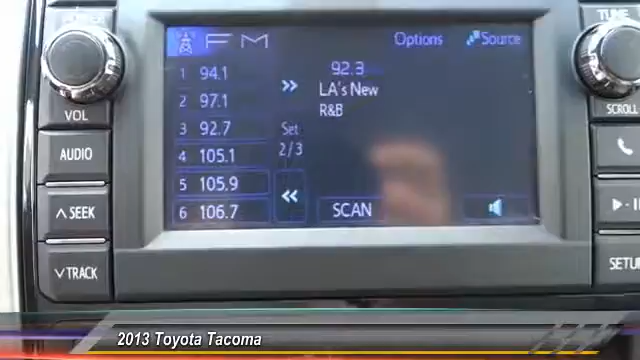 TUNE
FM
Options
Source
1 94.1
92.3
LA's New
2 97.1
R&B
VOL
SCROLL
3 92.7
Set
2/3
AUDIO
4 105.1
5 105.9
SEEK
6 106.7
SCAN
TRACK
SETUP
2013 Toyota Tacoma